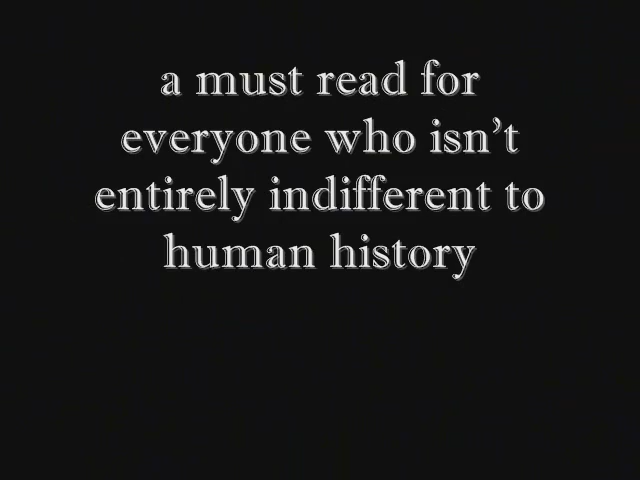 a must read for
everyone who isn’t
entirely indifferent to
human history